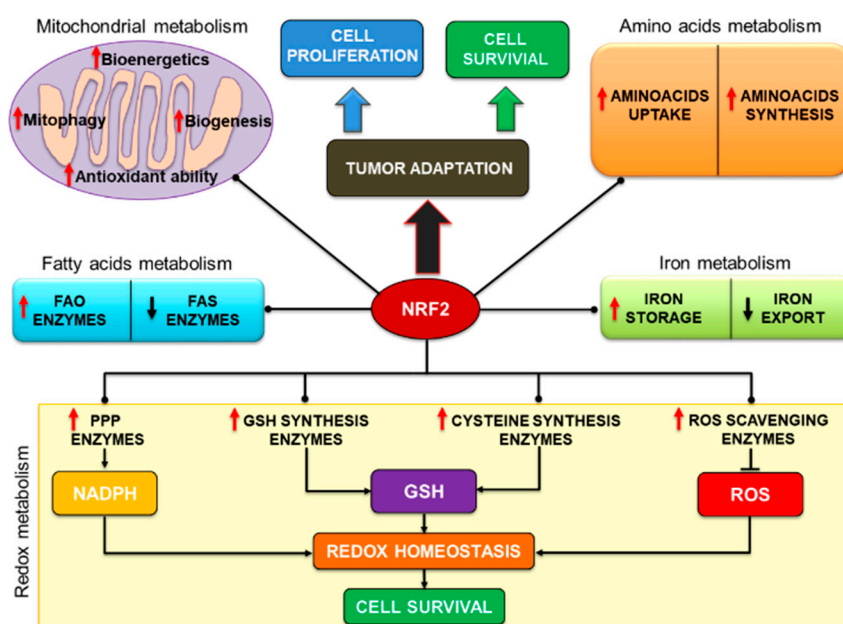 Mitochondrial metabolism
Bioenergetics
Mitophagy
Biogenesis
Antioxidant ability
CELL
PROLIFERATION
CELL
SURVIVIAL
TUMOR ADAPTATION
Amino acids metabolism
AMINOACIDS
UPTAKE
AMINOACIDS
SYNTHESIS
Fatty acids metabolism
FAO
ENZYMES
FAS
ENZYMES
NRF2
Iron metabolism
IRON
STORAGE
IRON
EXPORT
Redox metabolism
PPP
ENZYMES
GSH SYNTHESIS
ENZYMES
CYSTEINE SYNTHESIS
ENZYMES
ROS SCAVENGING
ENZYMES
NADPH
GSH
ROS
REDOX HOMEOSTASIS
CELL SURVIVAL